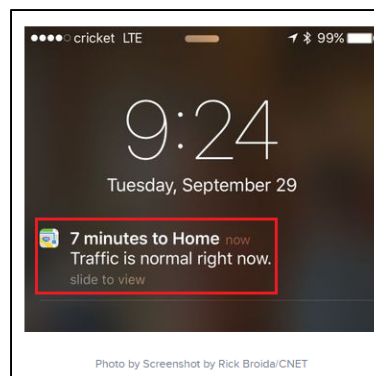 cricket LTE 99%
9:24
Tuesday, September 29
7 minutes to Home now
Traffic is normal right now.
slide to view
Photo by Screenshot by Rick Broida/CNET